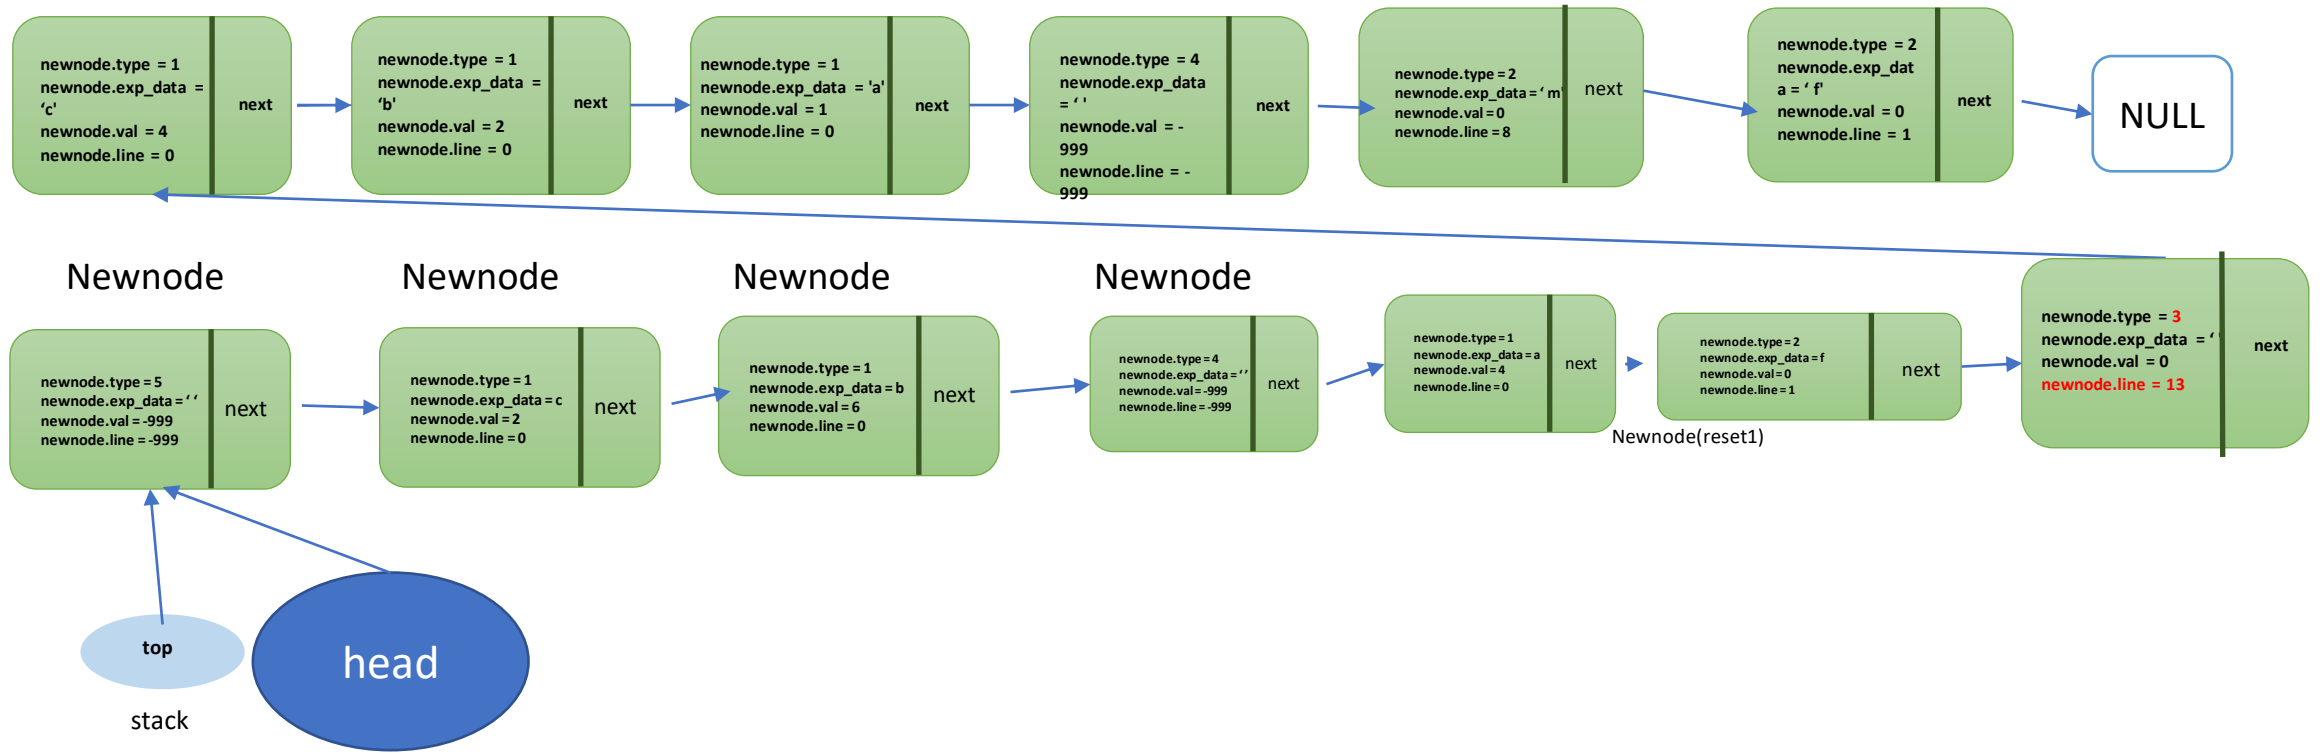 newnode.type = 1
newnode.exp_data =
‘c'
newnode.val = 4
newnode.line = 0
next
newnode.type = 1
newnode.exp_data =
‘b'
newnode.val = 2
newnode.line = 0
next
newnode.type = 1
newnode.exp_data = 'a'
newnode.val = 1
newnode.line = 0
next
newnode.type = 4
newnode.exp_data
= ‘ '
newnode.val = -
999
newnode.line = -
999
next
newnode.type = 2
newnode.exp_data = ‘ m'
newnode.val = 0
newnode.line = 8
next
newnode.type = 2
newnode.exp_dat
a = ‘ f'
newnode.val = 0
newnode.line = 1
next
NULL
Newnode
Newnode
Newnode
Newnode
newnode.type = 5
newnode.exp_data = ‘ ‘
newnode.val = -999
newnode.line = -999
next
newnode.type = 1
newnode.exp_data = c
newnode.val = 2
newnode.line = 0
next
newnode.type = 1
newnode.exp_data = b
newnode.val = 6
newnode.line = 0
next
newnode.type = 4
newnode.exp_data = ‘ ’
newnode.val = -999
newnode.line = -999
next
newnode.type = 1
newnode.exp_data = a
newnode.val = 4
newnode.line = 0
next
newnode.type = 2
newnode.exp_data = f
newnode.val = 0
newnode.line = 1
next
Newnode(reset1)
newnode.type = 3
newnode.exp_data = ‘ '
newnode.val = 0
newnode.line = 13
next
top
head
stack